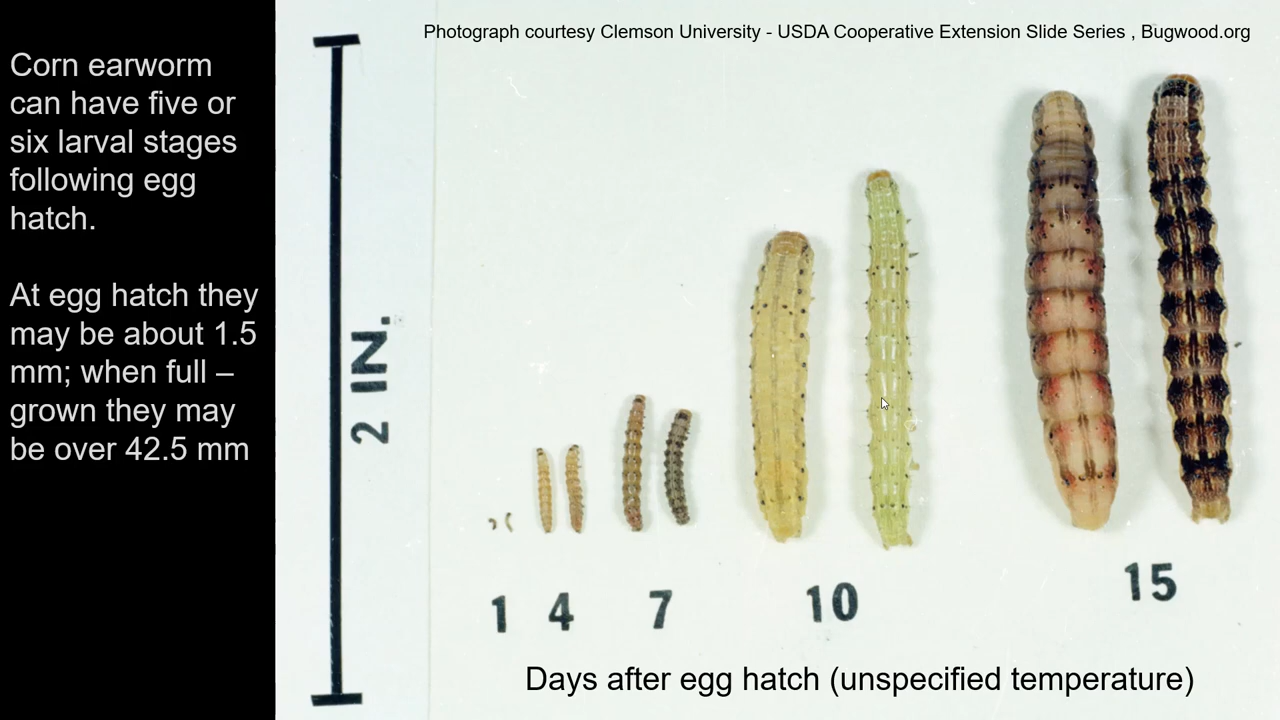 Photograph courtesy Clemson University - USDA Cooperative Extension Slide Series , Bugwood.org
Corn earworm
can have five or
six larval stages
following egg
hatch.
At egg hatch they
may be about 1.5
mm; when full –
grown they may
be over 42.5 mm
2 IN.
1 4 7 10 15
Days after egg hatch (unspecified temperature)